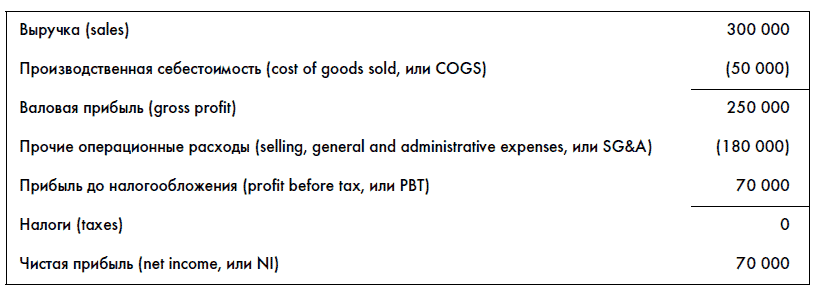 Выручка (sales) 300 000
Производственная себестоимость (cost of goods sold, или COGS) (50 000)
Валовая прибыль (gross profit) 250 000
Прочие операционные расходы (selling, general and administrative expenses, или SG&A) (180 000)
Прибыль до налогообложения (profit before tax, или PBT) 70 000
Налоги (taxes) 0
Чистая прибыль (net income, или NI) 70 000